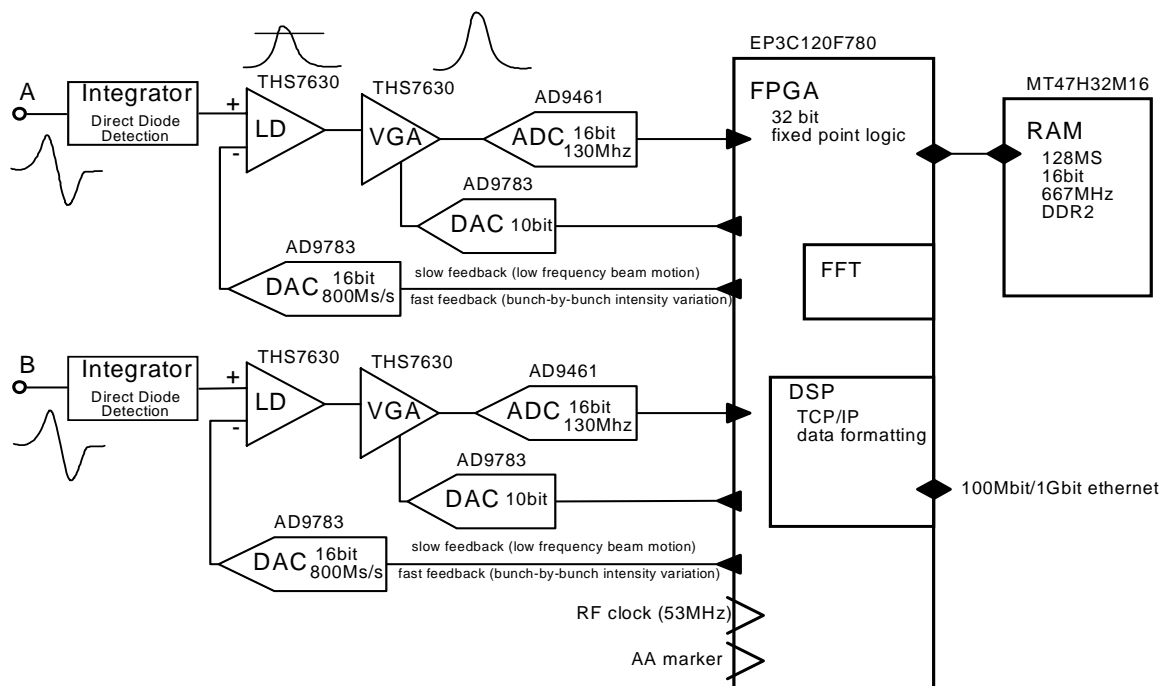 EP3C120F780
THS7630
THS7630
MT47H32M16
A
Integrator
Direct Diode
Detection
+
-
LD
VGA
AD9461
ADC 16bit
130Mhz
FPGA
32 bit
fixed point logic
RAM
128MS
16bit
667MHz
DDR2
AD9783
DAC 10bit
AD9783
DAC 16bit
800Ms/s
slow feedback (low frequency beam motion)
fast feedback (bunch-by-bunch intensity variation)
FFT
B
Integrator
Direct Diode
Detection
+
-
THS7630
LD
THS7630
VGA
AD9461
ADC 16bit
130Mhz
DSP
TCP/IP
data formatting
AD9783
DAC 10bit
100Mbit/1Gbit ethernet
AD9783
DAC 16bit
800Ms/s
slow feedback (low frequency beam motion)
fast feedback (bunch-by-bunch intensity variation)
RF clock (53MHz)
AA marker